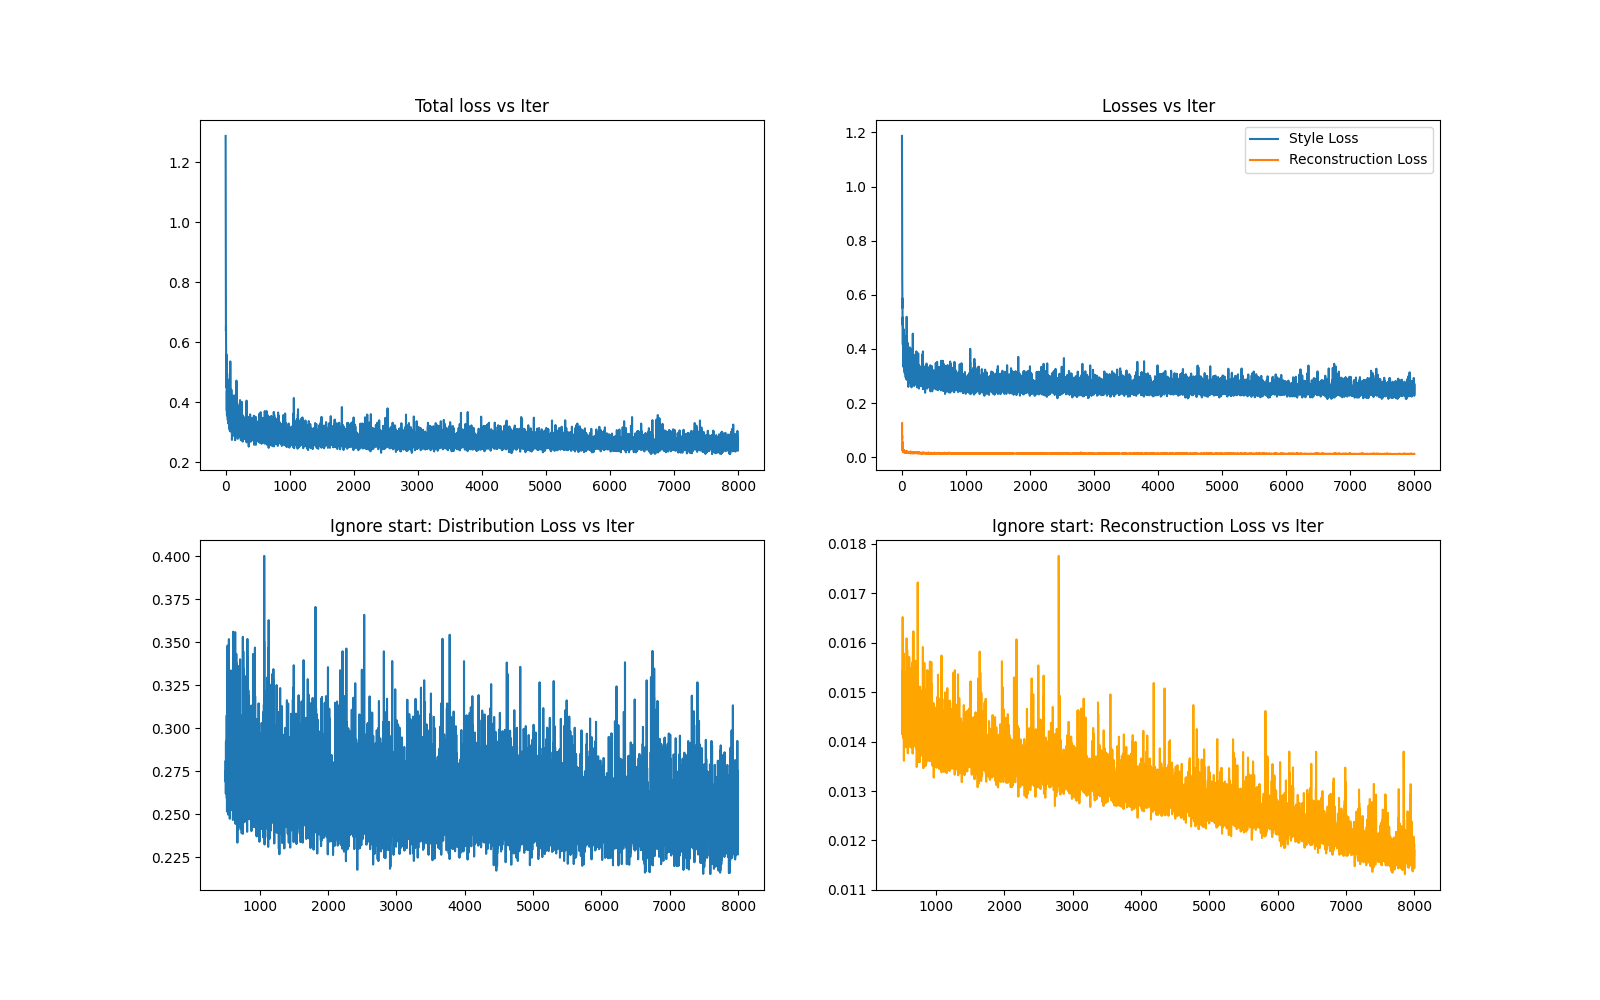 Total loss vs Iter
1.2
1.0
0.8
0.6
0.4
0.2
0 1000 2000 3000 4000 5000 6000 7000 8000
Losses vs Iter
Style Loss
Reconstruction Loss
1.2
1.0
0.8
0.6
0.4
0.2
0.0
0 1000 2000 3000 4000 5000 6000 7000 8000
Ignore start: Distribution Loss vs Iter
0.400
0.375
0.350
0.325
0.300
0.275
0.250
0.225
1000 2000 3000 4000 5000 6000 7000 8000
Ignore start: Reconstruction Loss vs Iter
0.018
0.017
0.016
0.015
0.014
0.013
0.012
0.011
1000 2000 3000 4000 5000 6000 7000 8000